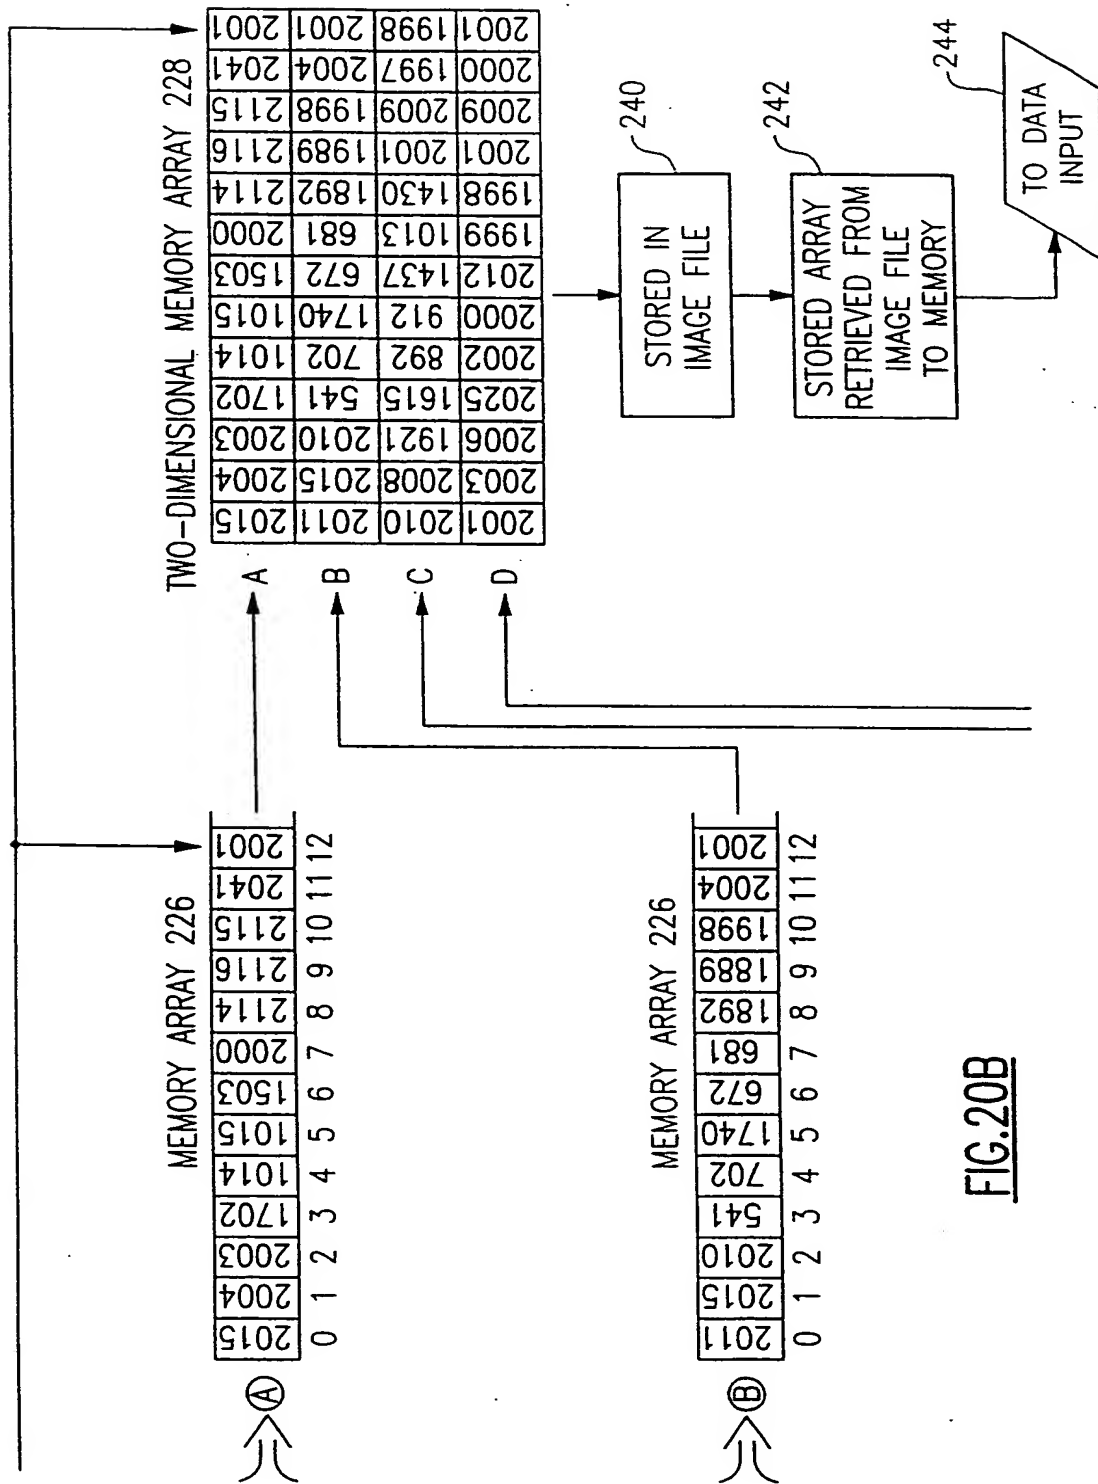 MEMORY ARRAY 226
A
2015 2004 2003 1702 1014 1015 1503 2000 2114 2116 2115 2041 2001
0 1 2 3 4 5 6 7 8 9 10 11 12
MEMORY ARRAY 226
B
2011 2015 2010 541 702 1740 672 681 1892 1889 1998 2004 2001
0 1 2 3 4 5 6 7 8 9 10 11 12
TWO-DIMENSIONAL MEMORY ARRAY 228
A 2015 2004 2003 1702 1014 1015 1503 2000 2114 2116 2115 2041 2001
B 2011 2015 2010 541 702 1740 672 681 1892 1989 1998 2004 2001
C 2010 2008 1921 1615 892 912 1437 1013 1430 2001 2009 1997 1998
D 2001 2003 2006 2025 2002 2000 2012 1999 1998 2001 2009 2000 2001
240
STORED IN
IMAGE FILE
242
STORED ARRAY
RETRIEVED FROM
IMAGE FILE
TO MEMORY
244
TO DATA
INPUT
FIG.20B